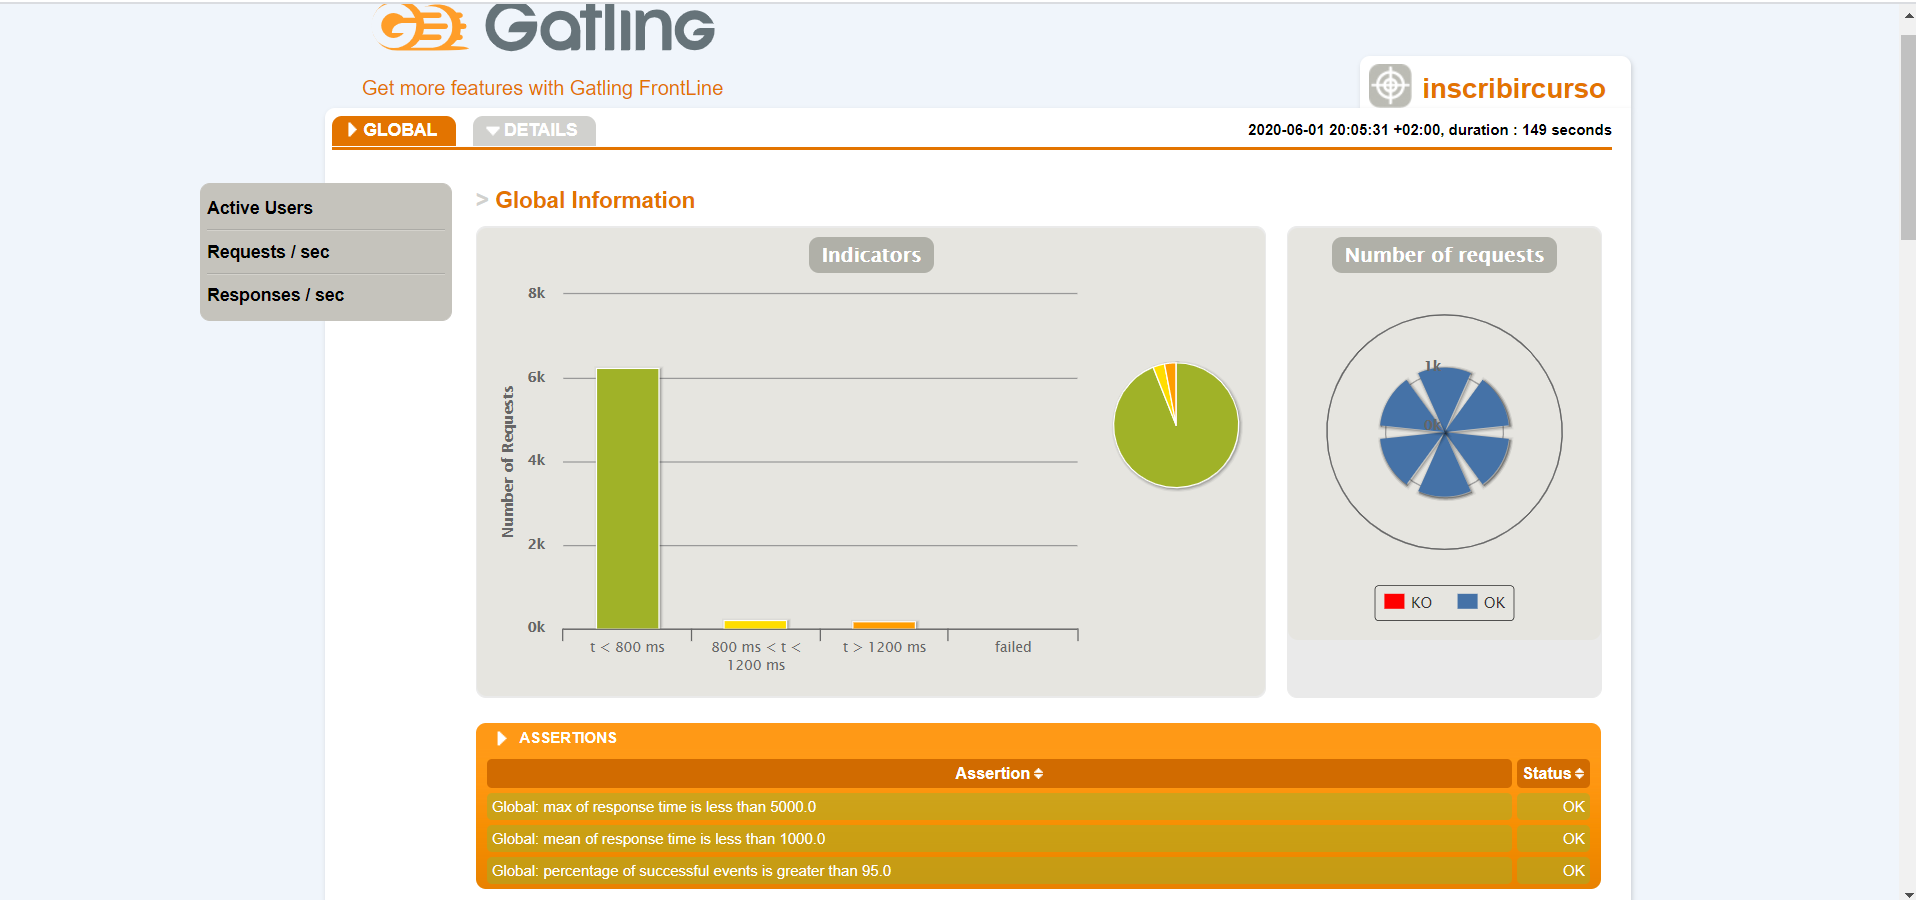 Gatling
Get more features with Gatling FrontLine
inscribircurso
GLOBAL
DETAILS
2020-06-01 20:05:31 +02:00, duration : 149 seconds
Active Users
Requests / sec
Responses / sec
> Global Information
Indicators
8k
6k
4k
2k
0k
Number of Requests
t < 800 ms
800 ms < t <
1200 ms
t > 1200 ms
failed
Number of requests
1k
0k
KO
OK
ASSERTIONS
Assertion
Status
Global: max of response time is less than 5000.0
OK
Global: mean of response time is less than 1000.0
OK
Global: percentage of successful events is greater than 95.0
OK